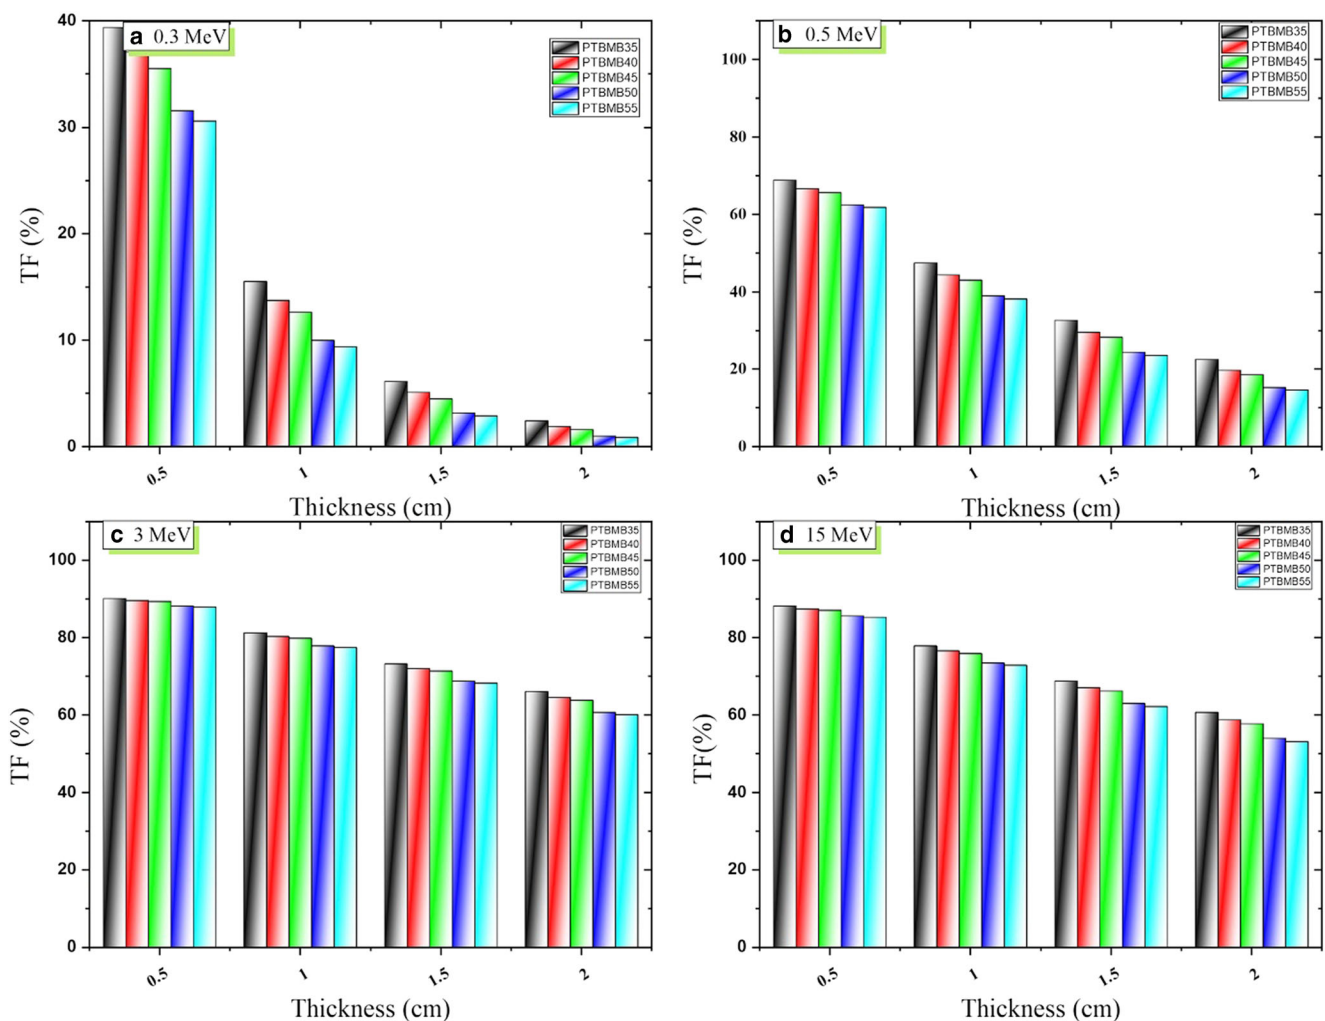 a 0.3 MeV
PTBMB35
PTBMB40
PTBMB45
PTBMB50
PTBMB55
40
30
20
10
0
TF (%)
0.5
1
1.5
2
Thickness (cm)
b 0.5 MeV
PTBMB35
PTBMB40
PTBMB45
PTBMB50
PTBMB55
100
80
60
40
20
0
TF (%)
0.5
1
1.5
2
Thickness (cm)
c 3 MeV
PTBMB35
PTBMB40
PTBMB45
PTBMB50
PTBMB55
100
80
60
40
20
0
TF (%)
0.5
1
1.5
2
Thickness (cm)
d 15 MeV
PTBMB35
PTBMB40
PTBMB45
PTBMB50
PTBMB55
100
80
60
40
20
0
TF(%)
0.5
1
1.5
2
Thickness (cm)